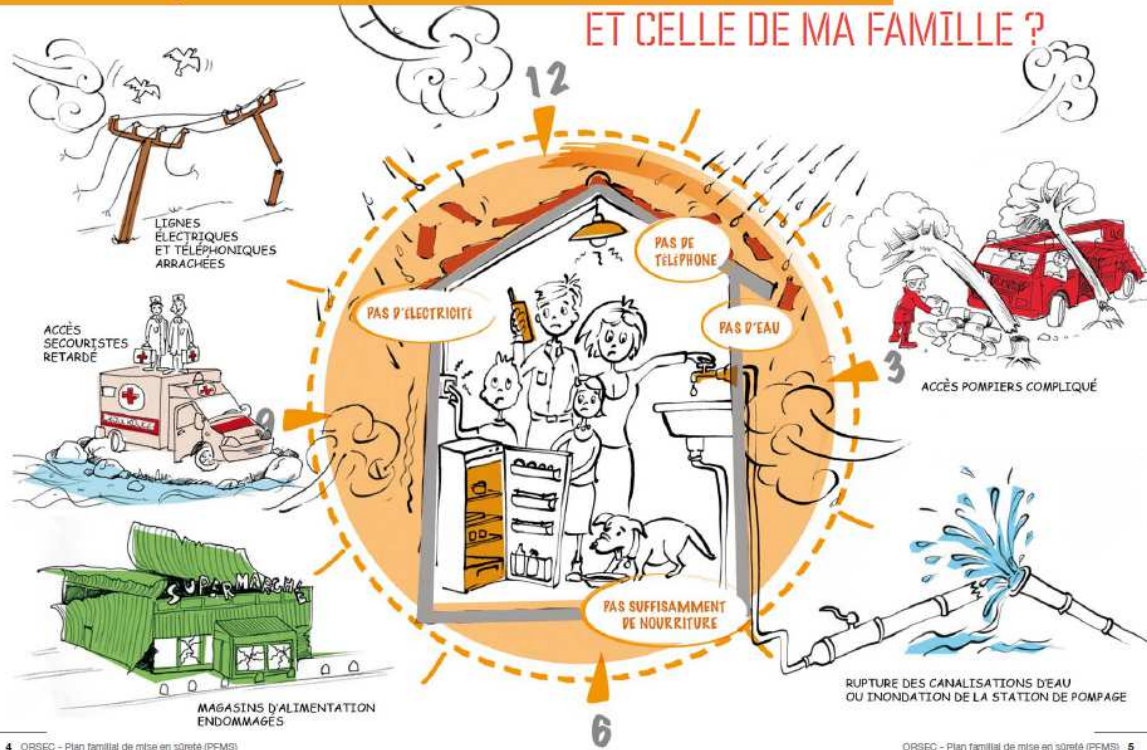 ET CELLE DE MA FAMILLE ?
12
LIGNES
ÉLECTRIQUES
ET TÉLÉPHONIQUES
ARRACHÉES
PAS DE
TÉLÉPHONE
PAS D'ÉLECTRICITÉ
PAS D'EAU
3
ACCÈS
SECOURISTES
RETARDÉ
ACCÈS POMPIERS COMPLIQUÉ
9
SUPERMARCHÉ
PAS SUFFISAMMENT
DE NOURRITURE
MAGASINS D'ALIMENTATION
ENDOMMAGÉS
RUPTURE DES CANALISATIONS D'EAU
OU INONDATION DE LA STATION DE POMPAGE
6
4 ORSEC - Plan familial de mise en sûreté (PFMS)
ORSEC - Plan familial de mise en sûreté (PFMS) 5